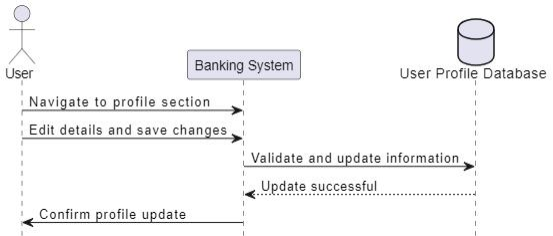 User
Banking System
User Profile Database
Navigate to profile section
Edit details and save changes
Validate and update information
Update successful
Confirm profile update